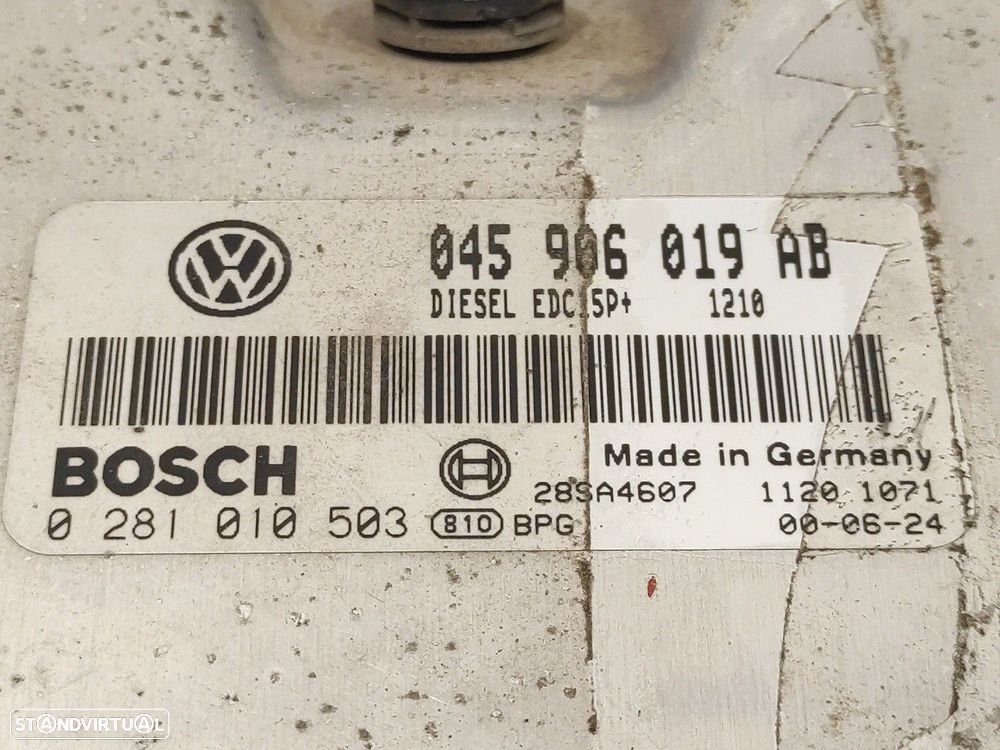 045 906 019 AB
DIESEL EDC15P+ 1210
BOSCH
Made in Germany
28SA4607 1120 1071
0 281 010 503 810 BPG 00-06-24
STANDVIRTUAL